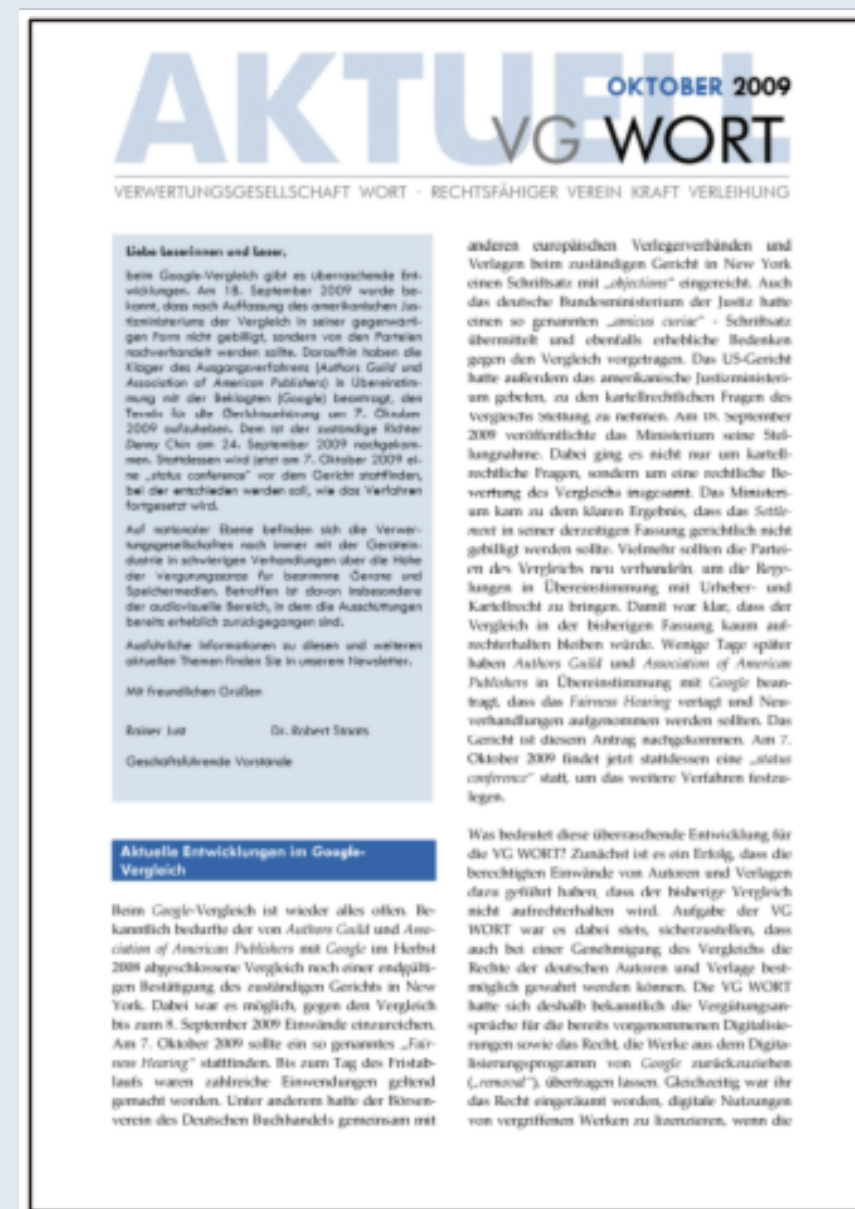 AKTUELL
OKTOBER 2009
VG WORT
VERWERTUNGSGESELLSCHAFT WORT · RECHTSFÄHIGER VEREIN KRAFT VERLEIHUNG
Liebe Leserinnen und Leser,
beim Google-Vergleich gibt es überraschende Ent-
wicklungen. Am 18. September 2009 wurde be-
kannt, dass nach Auffassung des amerikanischen Jus-
tizministeriums der Vergleich in seiner gegenwärti-
gen Form nicht gebilligt, sondern von den Parteien
nachverhandelt werden sollte. Daraufhin haben die
Kläger des Ausgangsverfahrens (Authors Guild und
Association of American Publishers) in Übereinstim-
mung mit der Beklagten (Google) beantragt, den
Termin für die Gerichtsanhörung am 7. Oktober
2009 aufzuheben. Dem ist der zuständige Richter
Denny Chin am 24. September 2009 nachgekom-
men. Stattdessen wird jetzt am 7. Oktober 2009 ei-
ne „status conference" vor dem Gericht stattfinden,
bei der entschieden werden soll, wie das Verfahren
fortgesetzt wird.
Auf nationaler Ebene befinden sich die Verwer-
tungsgesellschaften noch immer mit der Gerätein-
dustrie in schwierigen Verhandlungen über die Höhe
der Vergütungssätze für bestimmte Geräte und
Speichermedien. Betroffen ist davon insbesondere
der audiovisuelle Bereich, in dem die Ausschüttungen
bereits erheblich zurückgegangen sind.
Ausführliche Informationen zu diesen und weiteren
aktuellen Themen finden Sie in unserem Newsletter.
Mit freundlichen Grüßen
Rainer Just Dr. Robert Staats
Geschäftsführende Vorstände
Aktuelle Entwicklungen im Google-
Vergleich
Beim Google-Vergleich ist wieder alles offen. Be-
kanntlich bedurfte der von Authors Guild und Asso-
ciation of American Publishers mit Google im Herbst
2008 abgeschlossene Vergleich noch einer endgülti-
gen Bestätigung des zuständigen Gerichts in New
York. Dabei war es möglich, gegen den Vergleich
bis zum 8. September 2009 Einwände einzureichen.
Am 7. Oktober 2009 sollte ein so genanntes „Fair-
ness Hearing" stattfinden. Bis zum Tag des Fristab-
laufs waren zahlreiche Einwendungen geltend
gemacht worden. Unter anderem hatte der Börsen-
verein des Deutschen Buchhandels gemeinsam mit
anderen europäischen Verlegerverbänden und
Verlagen beim zuständigen Gericht in New York
einen Schriftsatz mit „objections" eingereicht. Auch
das deutsche Bundesministerium der Justiz hatte
einen so genannten „amicus curiae" - Schriftsatz
übermittelt und ebenfalls erhebliche Bedenken
gegen den Vergleich vorgetragen. Das US-Gericht
hatte außerdem das amerikanische Justizministeri-
um gebeten, zu den kartellrechtlichen Fragen des
Vergleichs Stellung zu nehmen. Am 18. September
2009 veröffentlichte das Ministerium seine Stel-
lungnahme. Dabei ging es nicht nur um kartell-
rechtliche Fragen, sondern um eine rechtliche Be-
wertung des Vergleichs insgesamt. Das Ministeri-
um kam zu dem klaren Ergebnis, dass das Settle-
ment in seiner derzeitigen Fassung gerichtlich nicht
gebilligt werden sollte. Vielmehr sollten die Partei-
en des Vergleichs neu verhandeln, um die Rege-
lungen in Übereinstimmung mit Urheber- und
Kartellrecht zu bringen. Damit war klar, dass der
Vergleich in der bisherigen Fassung kaum auf-
rechterhalten bleiben würde. Wenige Tage später
haben Authors Guild und Association of American
Publishers in Übereinstimmung mit Google bean-
tragt, dass das Fairness Hearing vertagt und Neu-
verhandlungen aufgenommen werden sollten. Das
Gericht ist diesem Antrag nachgekommen. Am 7.
Oktober 2009 findet jetzt stattdessen eine „status
conference" statt, um das weitere Verfahren festzu-
legen.
Was bedeutet diese überraschende Entwicklung für
die VG WORT? Zunächst ist es ein Erfolg, dass die
berechtigten Einwände von Autoren und Verlagen
dazu geführt haben, dass der bisherige Vergleich
nicht aufrechterhalten wird. Aufgabe der VG
WORT war es dabei stets, sicherzustellen, dass
auch bei einer Genehmigung des Vergleichs die
Rechte der deutschen Autoren und Verlage best-
möglich gewahrt werden können. Die VG WORT
hatte sich deshalb bekanntlich die Vergütungsan-
sprüche für die bereits vorgenommenen Digitalisie-
rungen sowie das Recht, die Werke aus dem Digita-
lisierungsprogramm von Google zurückzuziehen
(„removal"), übertragen lassen. Gleichzeitig war ihr
das Recht eingeräumt worden, digitale Nutzungen
von vergriffenen Werken zu lizenzieren, wenn die